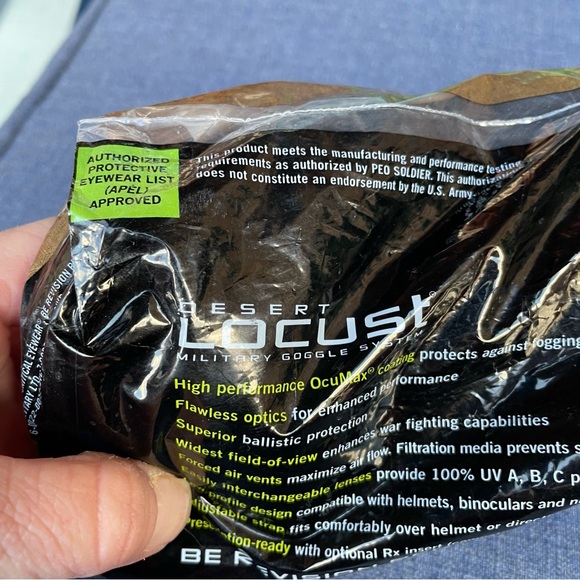 AUTHORIZED
PROTECTIVE
EYEWEAR LIST
(APEL)
APPROVED
This product meets the manufacturing and performance testing
requirements as authorized by PEO SOLDIER. This
does not constitute an endorsement by the U.S. Army.
DESERT
LOCUST
MILITARY GOGGLE SYSTEM
High performance OcuMax® coating protects against fogging
Flawless optics for enhanced performance
Superior ballistic protection
Widest field-of-view enhances war fighting capabilities
Forced air vents maximize air flow. Filtration media prevents
Easily interchangeable lenses provide 100% UV A, B, C
profile design compatible with helmets, binoculars and
strap fits comfortably over helmet or
-ready with optional Rx insert
BE